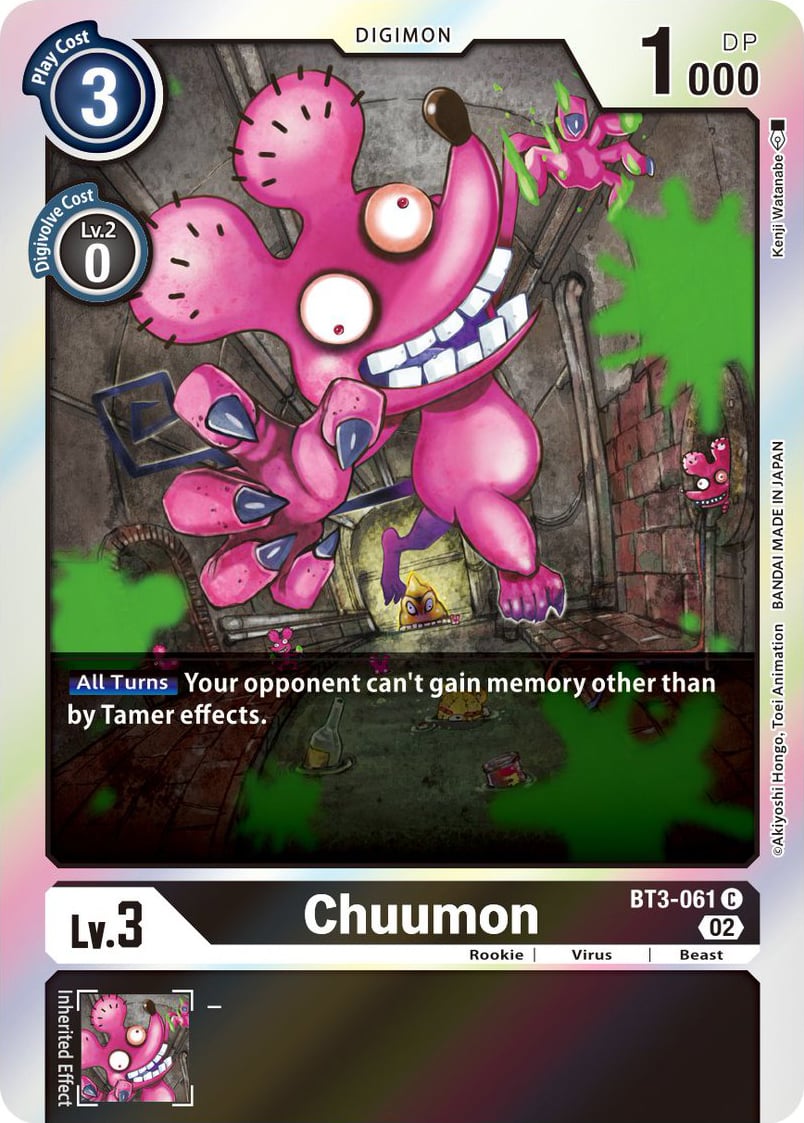 DIGIMON
Play Cost
3
1000
DP
Digivolve Cost
Lv.2
0
Kenji Watanabe
©Akiyoshi Hongo, Toei Animation BANDAI MADE IN JAPAN
All Turns Your opponent can't gain memory other than
by Tamer effects.
Lv.3
Chuumon
BT3-061 C
02
Rookie | Virus | Beast
Inherited Effect
–